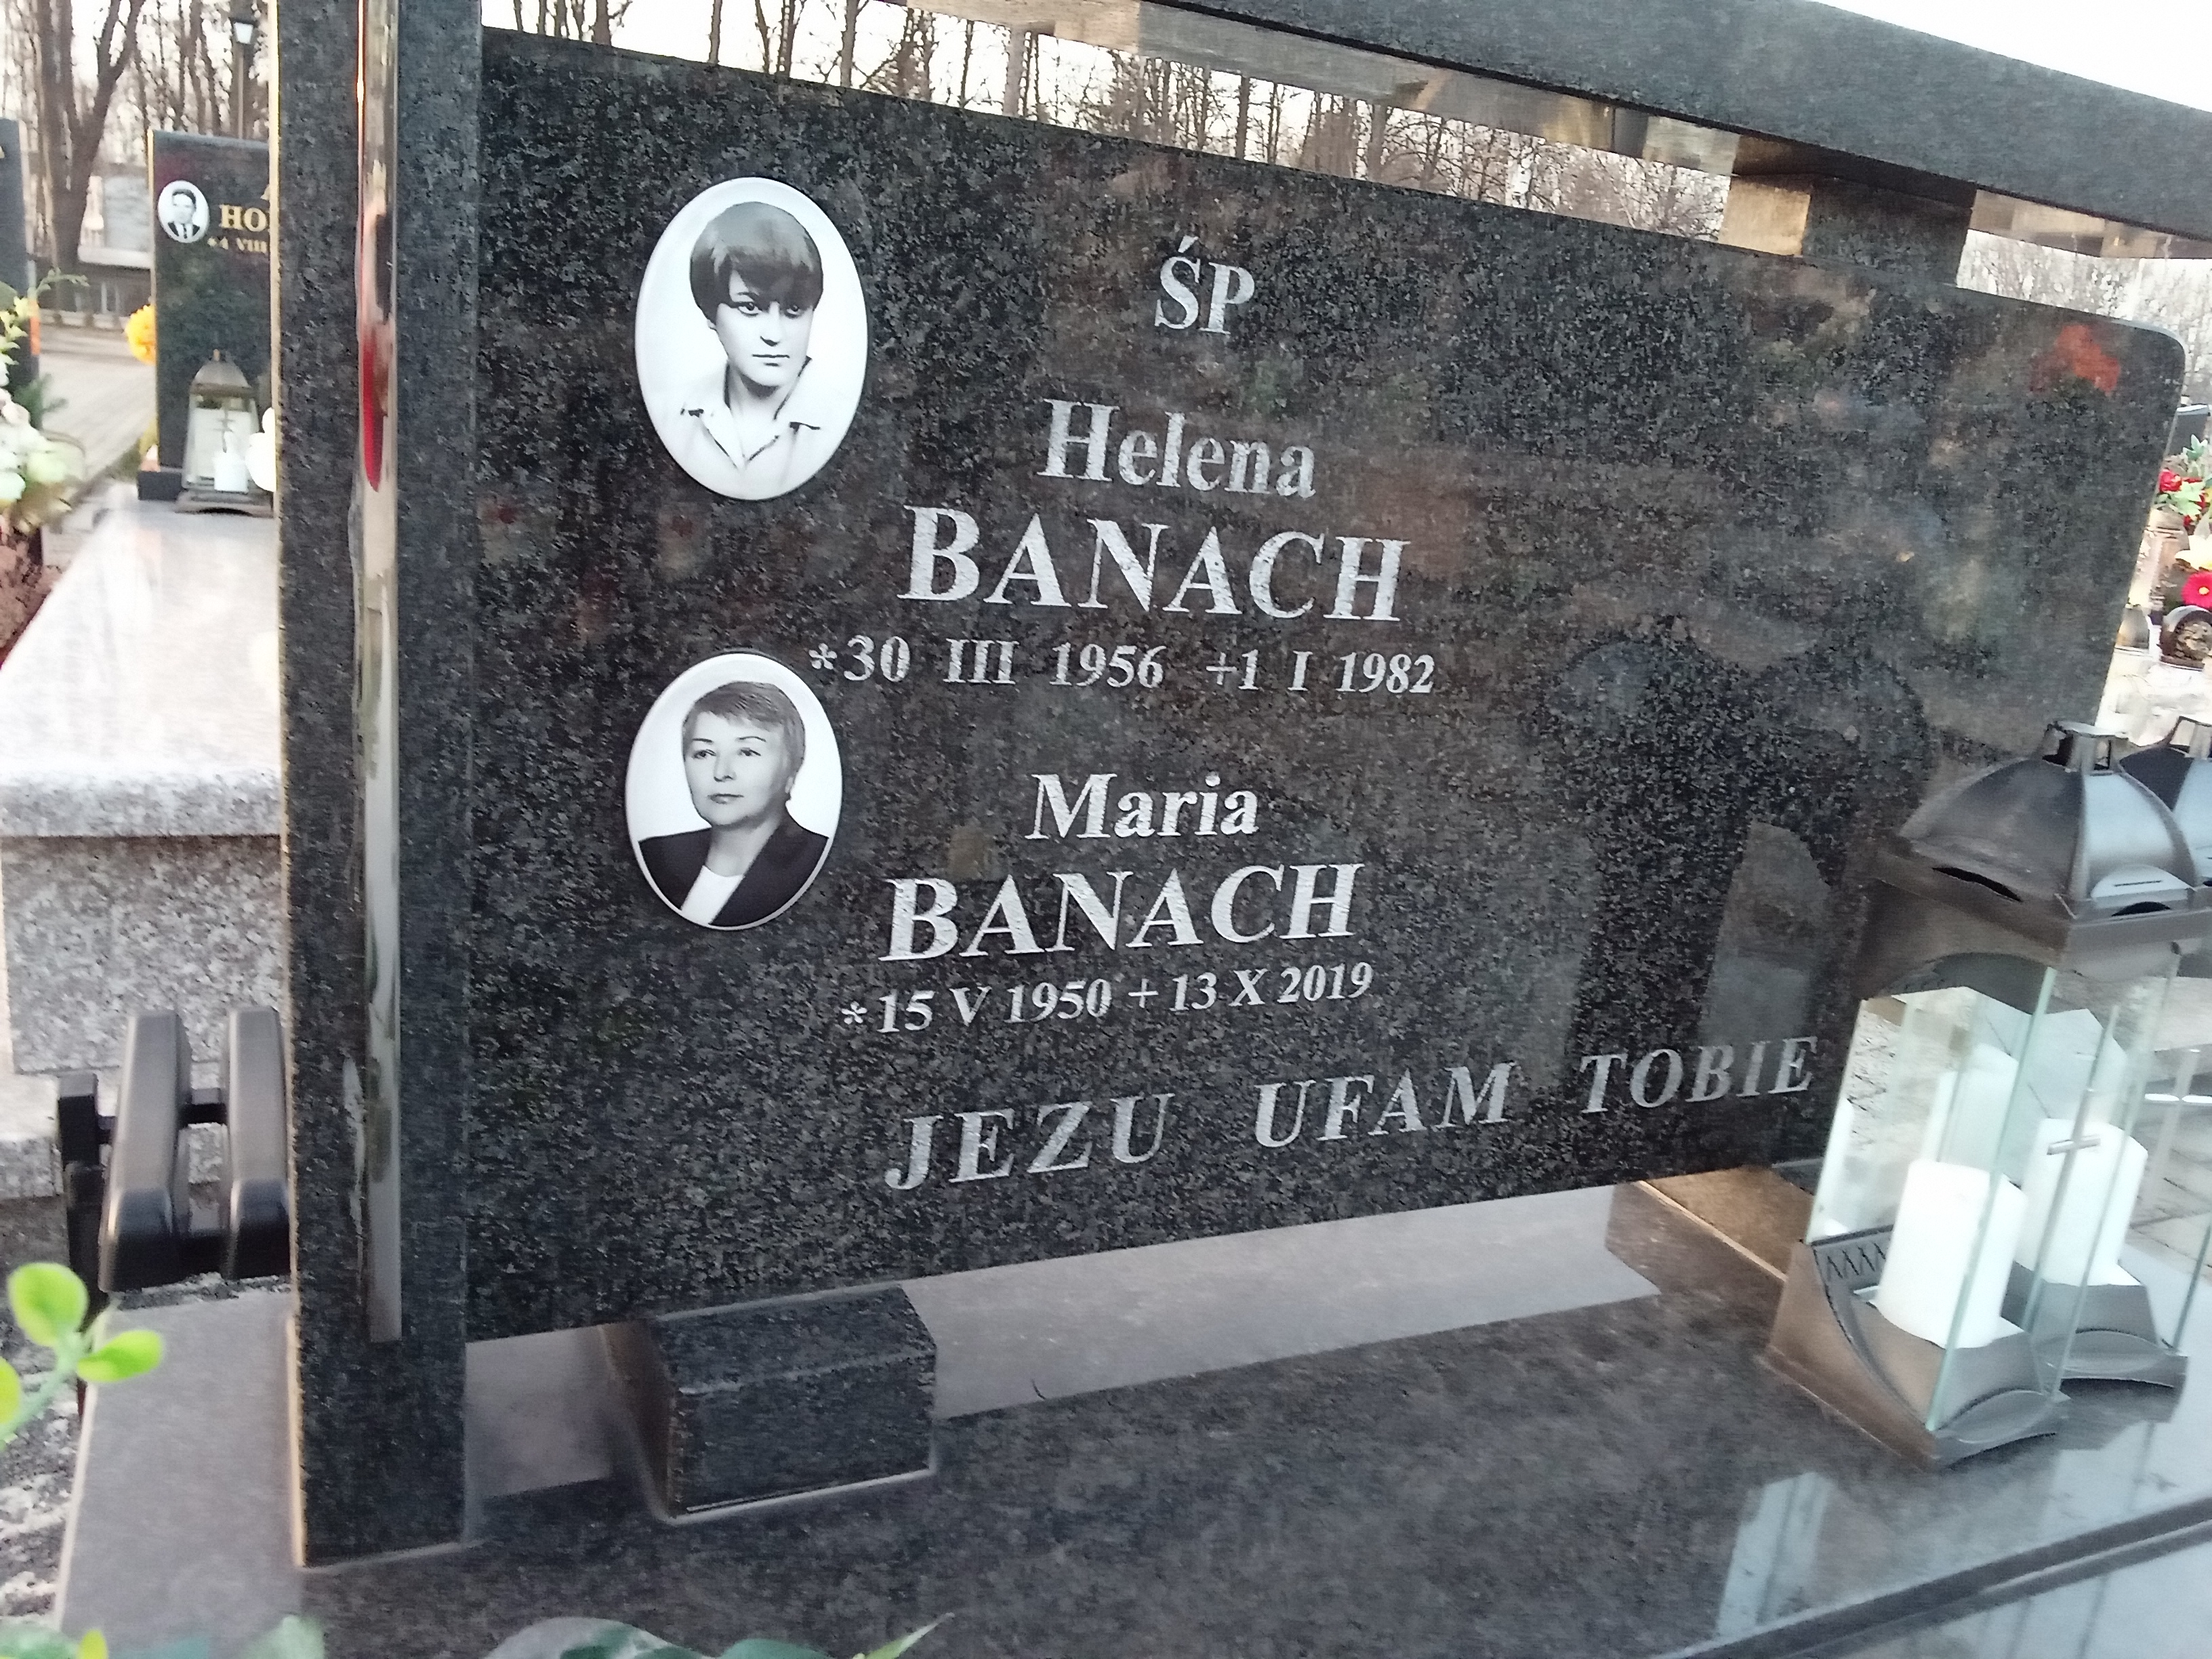 ŚP
Helena
BANACH
*30 III 1956 +1 I 1982
Maria
BANACH
*15 V 1950 + 13 X 2019
JEZU UFAM TOBIE